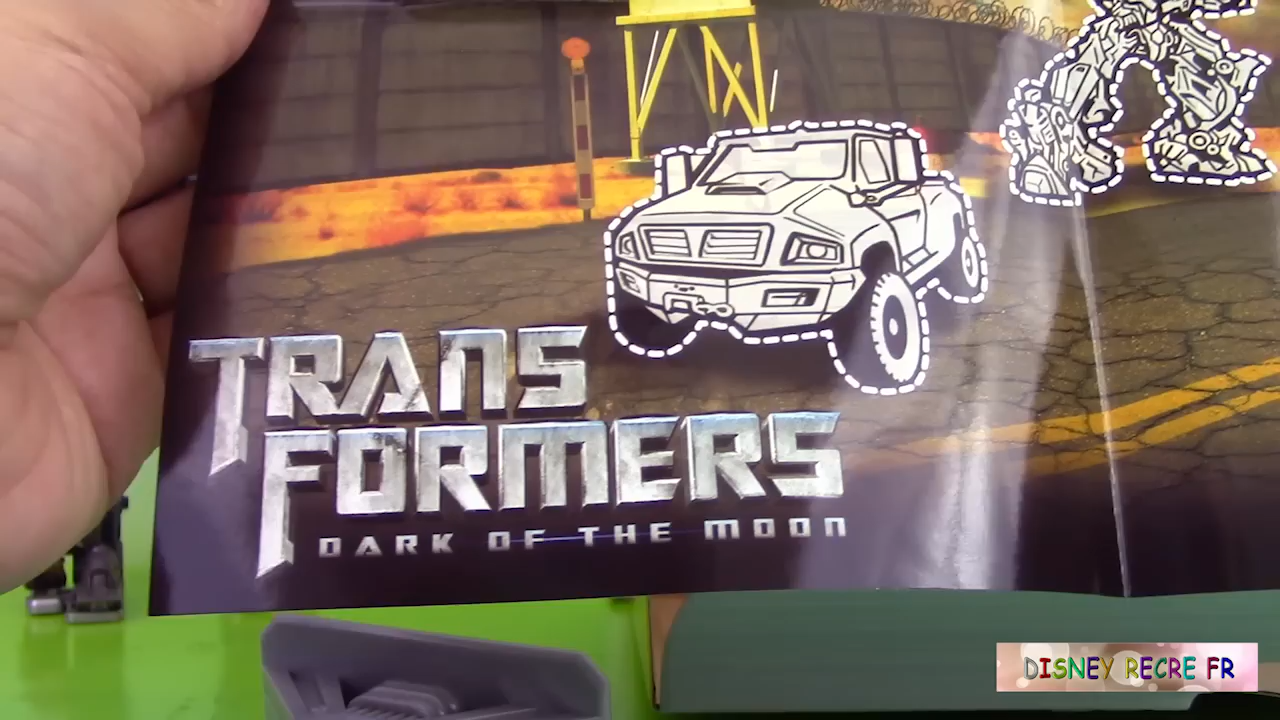 TRANS
FORMERS
DARK OF THE MOON
DISNEY RECRE FR